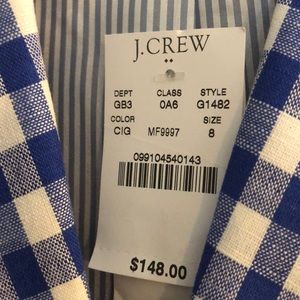 J.CREW
DEPT CLASS STYLE
GB3 0A6 G1482
COLOR SIZE
CIG MF9997 8
099104540143
$148.00